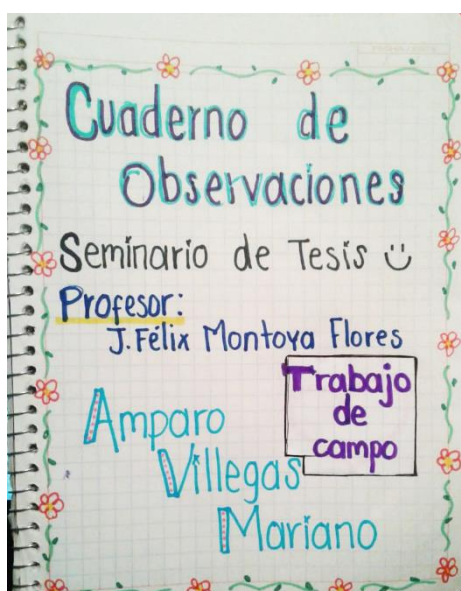 Cuaderno de
Observaciones
Seminario de Tesis :)
Profesor:
J. Félix Montoya Flores
Trabajo
de
campo
Amparo
Villegas
Mariano